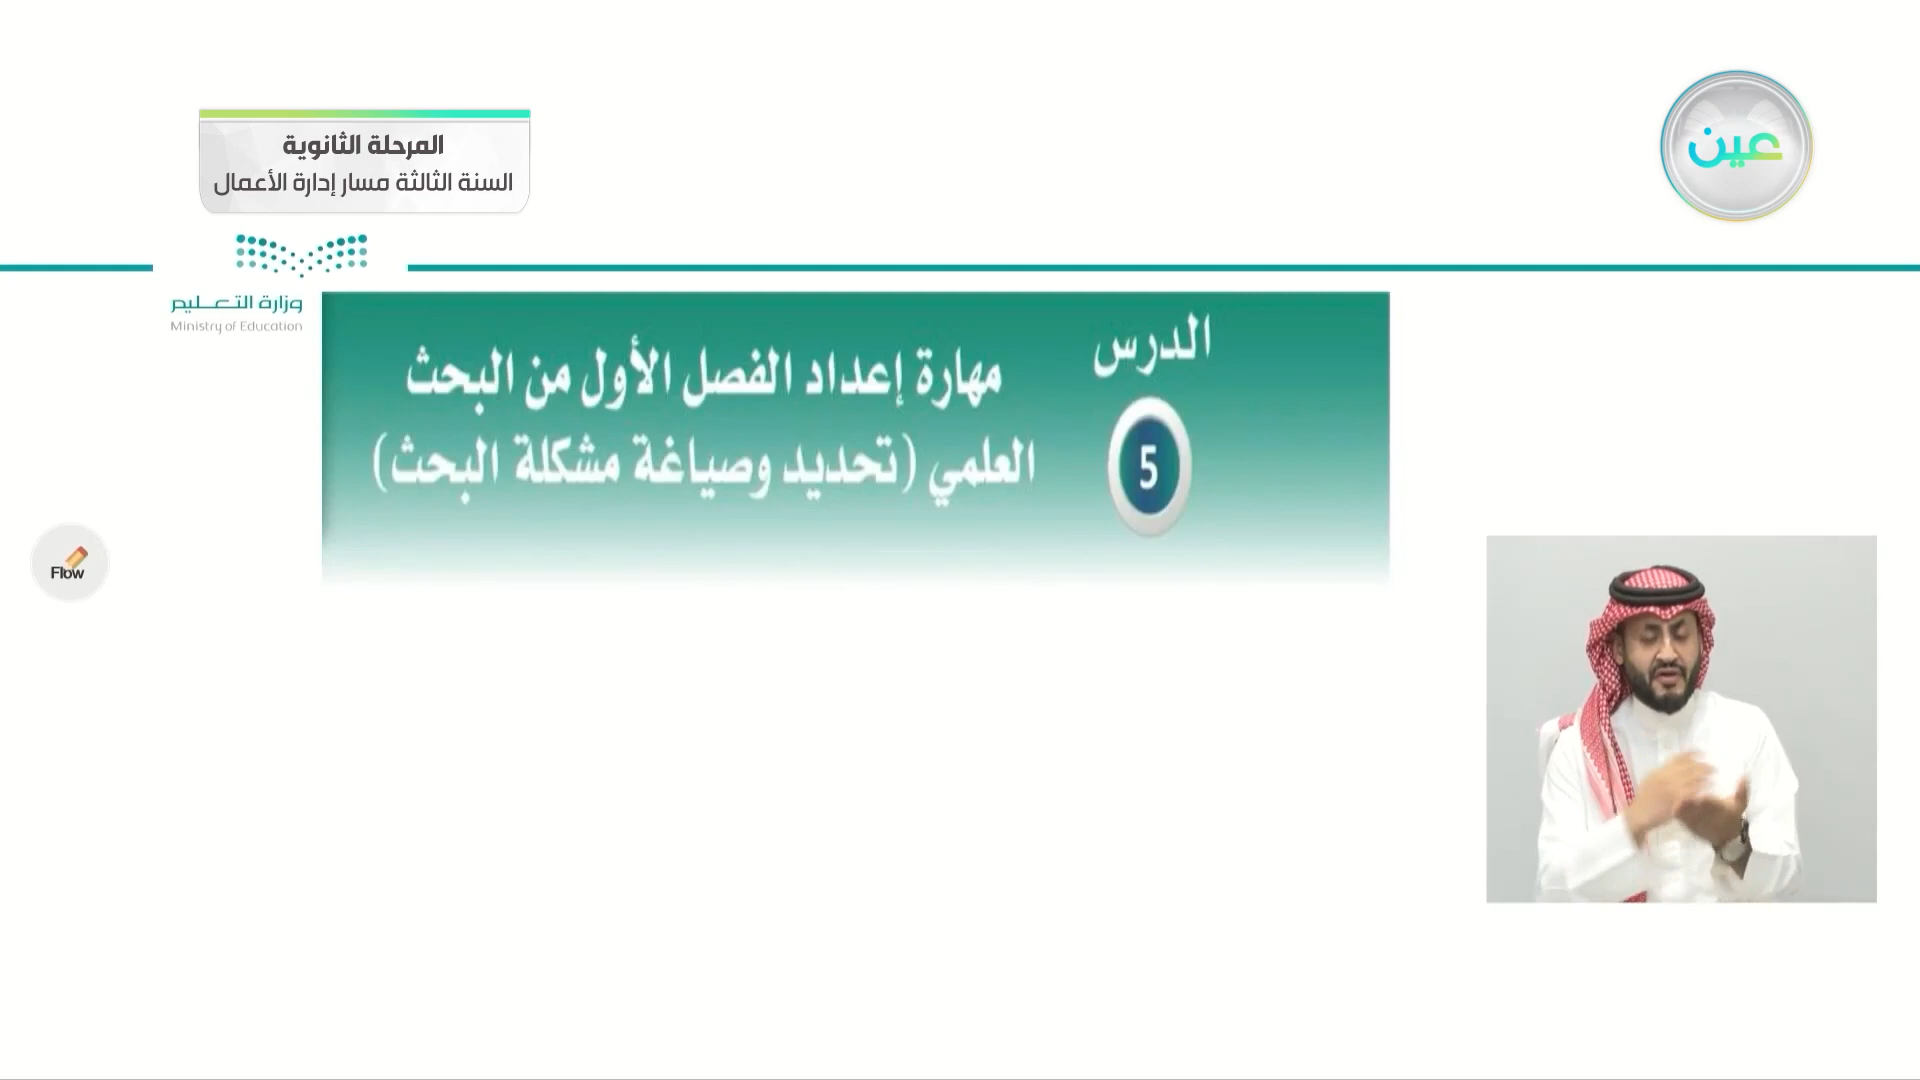 عين
المرحلة الثانوية
السنة الثالثة مسار إدارة الأعمال
وزارة التعليم
Ministry of Education
الدرس
5
مهارة إعداد الفصل الأول من البحث
العلمي (تحديد وصياغة مشكلة البحث)
Flow